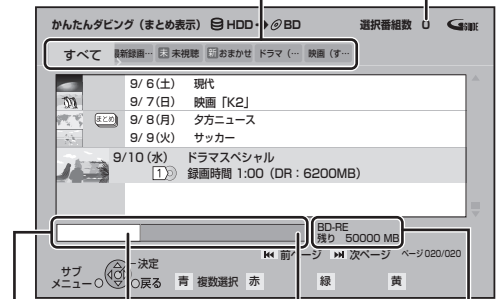 かんたんダビング(まとめ表示) HDD BD 選択番組数 0 GGUIDE
すべて 最新録画… 未 未視聴 おまかせ ドラマ(… 映画(す…
9/ 6(土) 現代
9/ 7(日) 映画「K2」
まとめ 9/ 8(月) 夕方ニュース
9/ 9(火) サッカー
9/10(水) ドラマスペシャル
1 録画時間 1:00(DR:6200MB)
BD-RE
残り 50000 MB
前ページ 次ページ ページ020/020
サブ
メニュー
決定
戻る
青 複数選択 赤 緑 黄